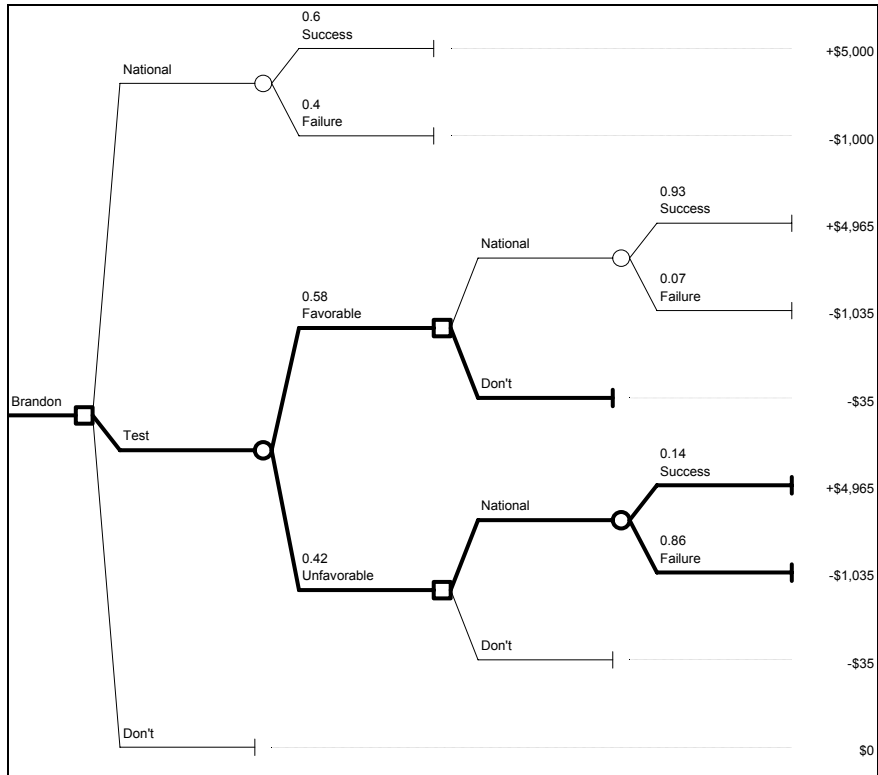 0.6
Success
+$5,000
National
0.4
Failure
-$1,000
0.93
Success
+$4,965
National
0.07
Failure
-$1,035
0.58
Favorable
Don't
-$35
Brandon
Test
0.14
Success
+$4,965
National
0.86
Failure
-$1,035
0.42
Unfavorable
Don't
-$35
Don't
$0